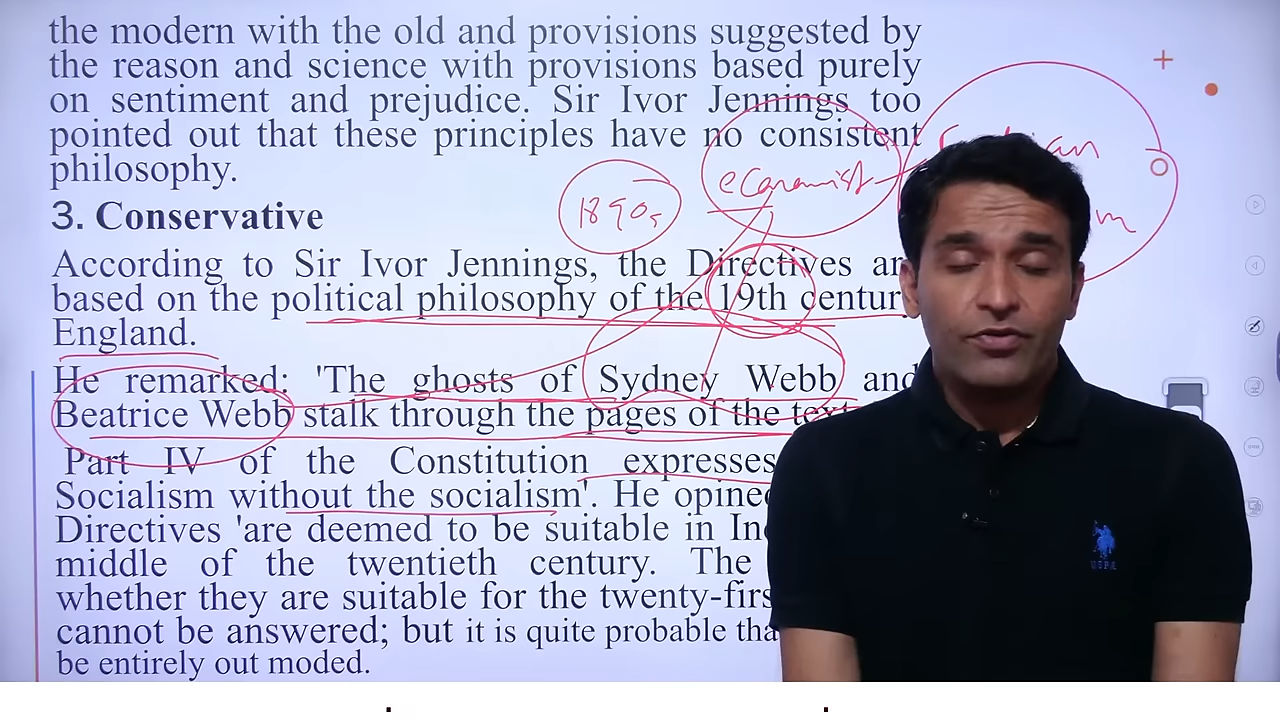 the modern with the old and provisions suggested by
the reason and science with provisions based purely
on sentiment and prejudice. Sir Ivor Jennings too
pointed out that these principles have no consistent
philosophy.
economist
1890s
3. Conservative
According to Sir Ivor Jennings, the Directives
based on the political philosophy of the 19th
England.
He remarked: 'The ghosts of Sydney Webb and
Beatrice Webb stalk through the pages of the text
Part IV of the Constitution expresses
Socialism without the socialism'. He opined
Directives 'are deemed to be suitable in
middle of the twentieth century. The
whether they are suitable for the
cannot be answered; but it is quite probable
be entirely out moded.
U.S.P.A.